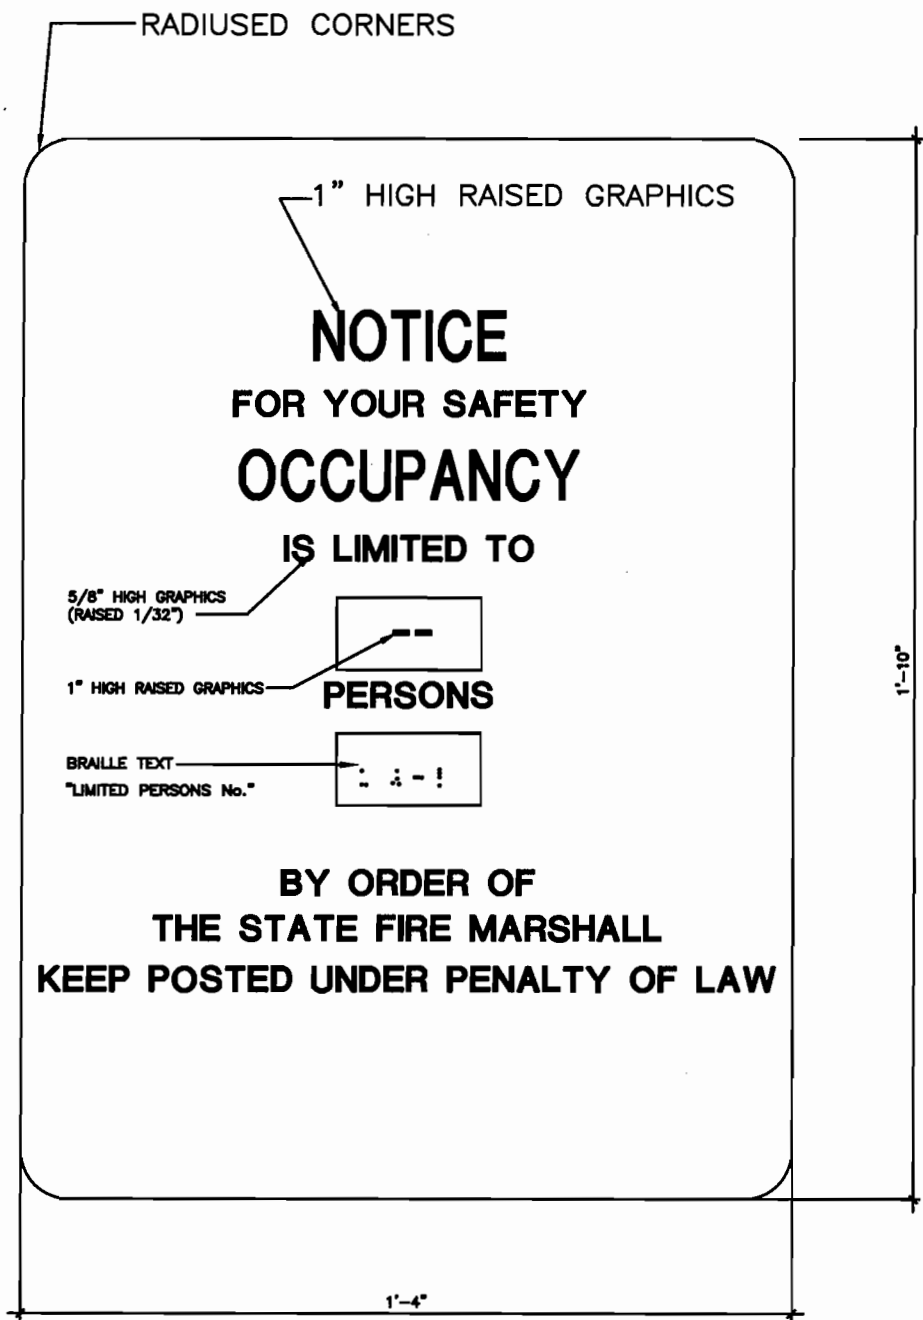 RADIUSED CORNERS
1" HIGH RAISED GRAPHICS
NOTICE
FOR YOUR SAFETY
OCCUPANCY
IS LIMITED TO
5/8" HIGH GRAPHICS
(RAISED 1/32")
--
1" HIGH RAISED GRAPHICS
PERSONS
BRAILLE TEXT
"LIMITED PERSONS No."
1'-10"
BY ORDER OF
THE STATE FIRE MARSHALL
KEEP POSTED UNDER PENALTY OF LAW
1'-4"